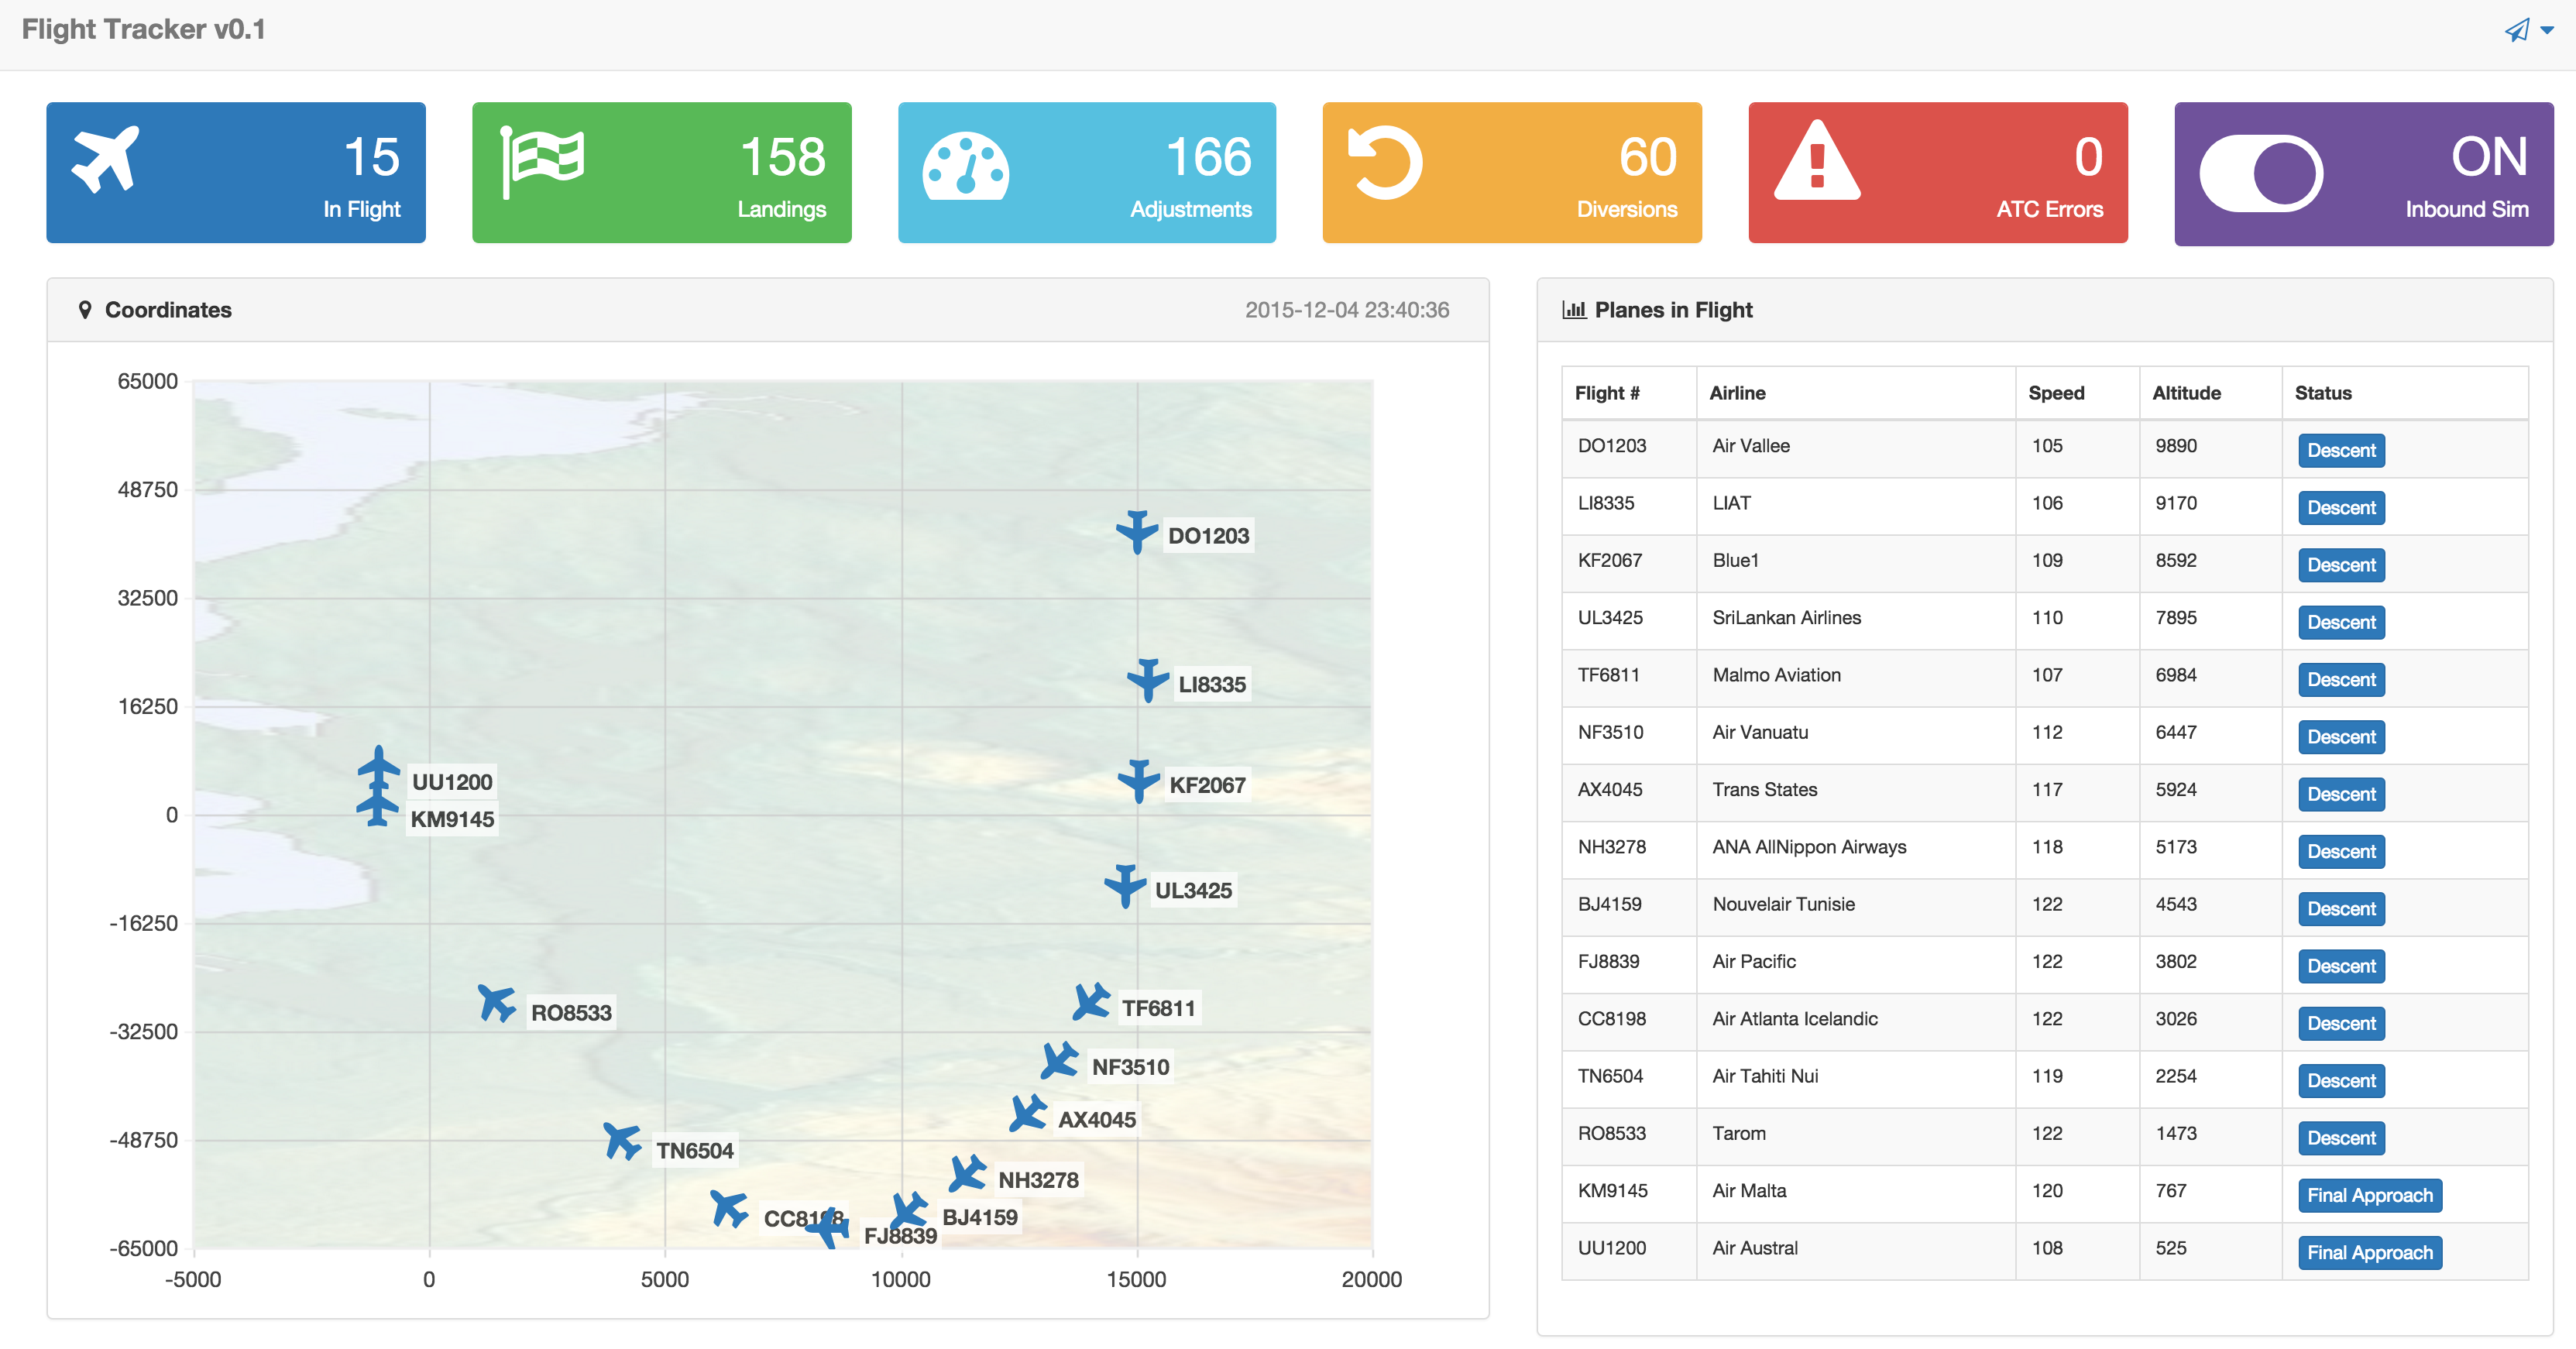 Flight Tracker v0.1
15
In Flight
158
Landings
166
Adjustments
60
Diversions
0
ATC Errors
ON
Inbound Sim
Coordinates 2015-12-04 23:40:36
65000
48750
32500
16250
0
-16250
-32500
-48750
-65000
-5000 0 5000 10000 15000 20000
DO1203
LI8335
UU1200
KF2067
KM9145
UL3425
RO8533
TF6811
NF3510
AX4045
TN6504
NH3278
CC8198
BJ4159
FJ8839
Planes in Flight
Flight # Airline Speed Altitude Status
DO1203 Air Vallee 105 9890 Descent
LI8335 LIAT 106 9170 Descent
KF2067 Blue1 109 8592 Descent
UL3425 SriLankan Airlines 110 7895 Descent
TF6811 Malmo Aviation 107 6984 Descent
NF3510 Air Vanuatu 112 6447 Descent
AX4045 Trans States 117 5924 Descent
NH3278 ANA AllNippon Airways 118 5173 Descent
BJ4159 Nouvelair Tunisie 122 4543 Descent
FJ8839 Air Pacific 122 3802 Descent
CC8198 Air Atlanta Icelandic 122 3026 Descent
TN6504 Air Tahiti Nui 119 2254 Descent
RO8533 Tarom 122 1473 Descent
KM9145 Air Malta 120 767 Final Approach
UU1200 Air Austral 108 525 Final Approach